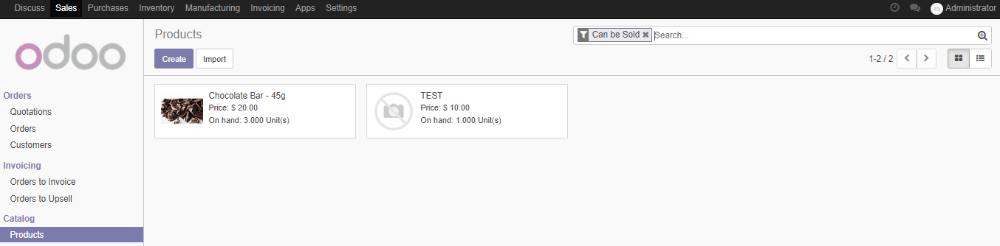 Discuss Sales Purchases Inventory Manufacturing Invoicing Apps Settings Administrator
odoo
Products
Can be Sold Search...
Create Import
1-2 / 2
Orders
Quotations
Orders
Customers
Invoicing
Orders to Invoice
Orders to Upsell
Catalog
Products
Chocolate Bar - 45g
Price: $ 20.00
On hand: 3.000 Unit(s)
TEST
Price: $ 10.00
On hand: 1.000 Unit(s)